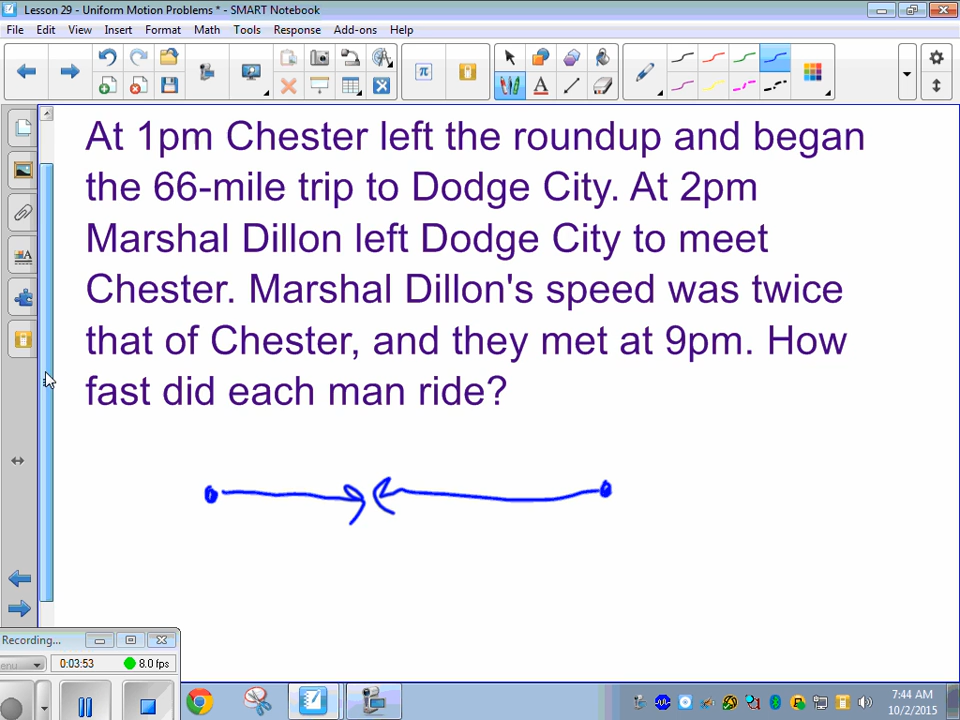 Lesson 29 - Uniform Motion Problems * - SMART Notebook
File Edit View Insert Format Math Tools Response Add-ons Help
At 1pm Chester left the roundup and began
the 66-mile trip to Dodge City. At 2pm
Marshal Dillon left Dodge City to meet
Chester. Marshal Dillon's speed was twice
that of Chester, and they met at 9pm. How
fast did each man ride?
Recording...
enu
0:03:53
8.0 fps
7:44 AM
10/2/2015